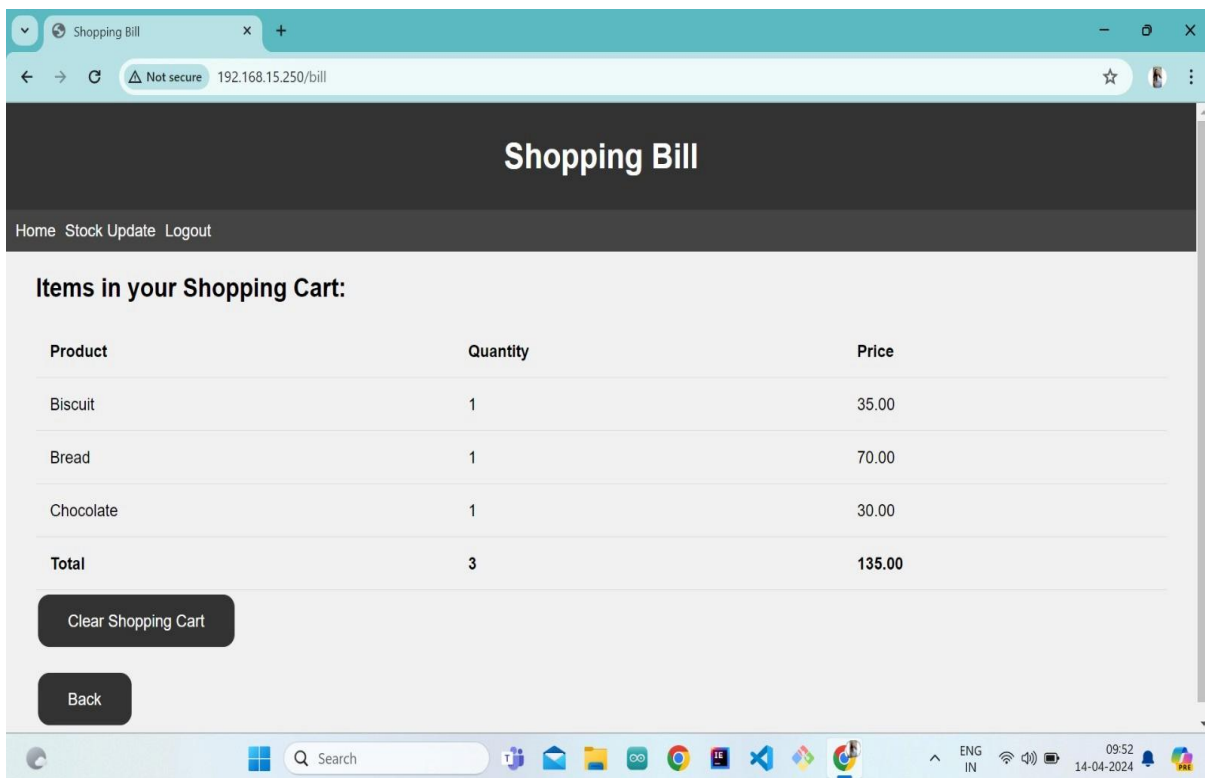 Shopping Bill
Not secure 192.168.15.250/bill
Shopping Bill
Home Stock Update Logout
Items in your Shopping Cart:
Product Quantity Price
Biscuit 1 35.00
Bread 1 70.00
Chocolate 1 30.00
Total 3 135.00
Clear Shopping Cart
Back
Search
ENG 09:52
IN 14-04-2024
PRE